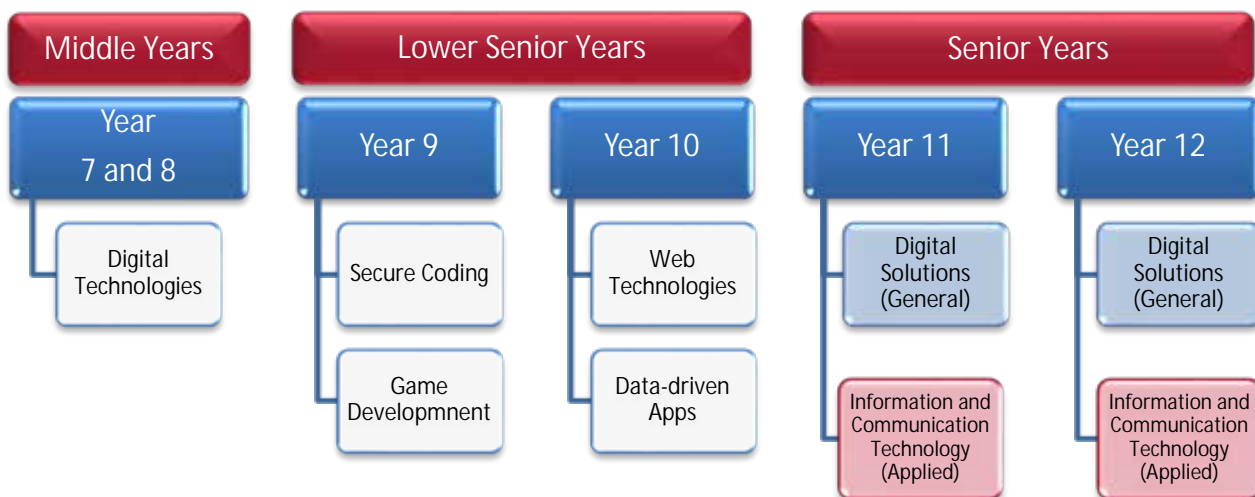 Middle Years
Lower Senior Years
Senior Years
Year
7 and 8
Year 9
Year 10
Year 11
Year 12
Digital
Technologies
Secure Coding
Web
Technologies
Digital
Solutions
(General)
Digital
Solutions
(General)
Game
Developmnent
Data-driven
Apps
Information and
Communication
Technology
(Applied)
Information and
Communication
Technology
(Applied)